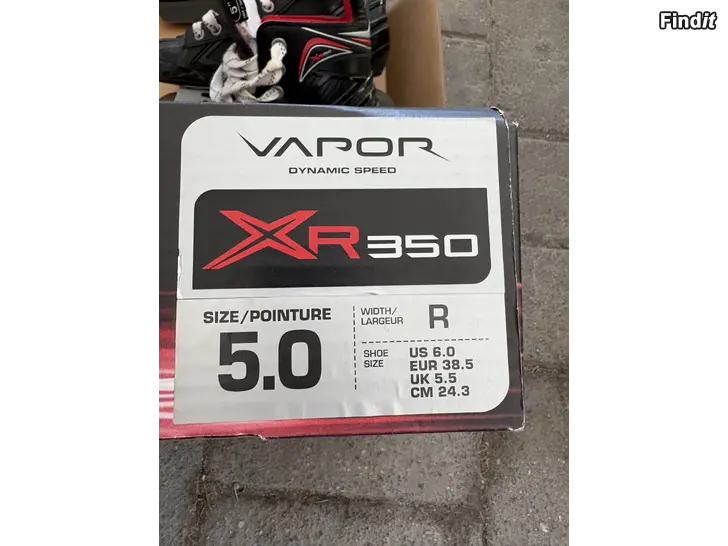 Findit
VAPOR
DYNAMIC SPEED
XR350
SIZE/POINTURE
5.0
WIDTH/
LARGEUR
R
SHOE
SIZE
US 6.0
EUR 38.5
UK 5.5
CM 24.3